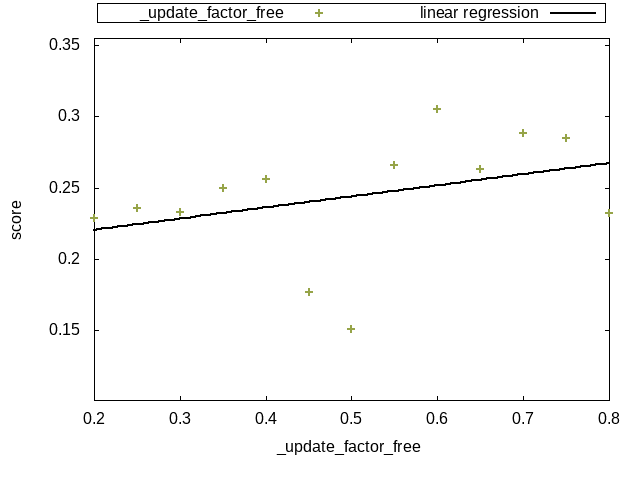 _update_factor_free linear regression
0.35
0.3
0.25
0.2
0.15
score
0.2 0.3 0.4 0.5 0.6 0.7 0.8
_update_factor_free